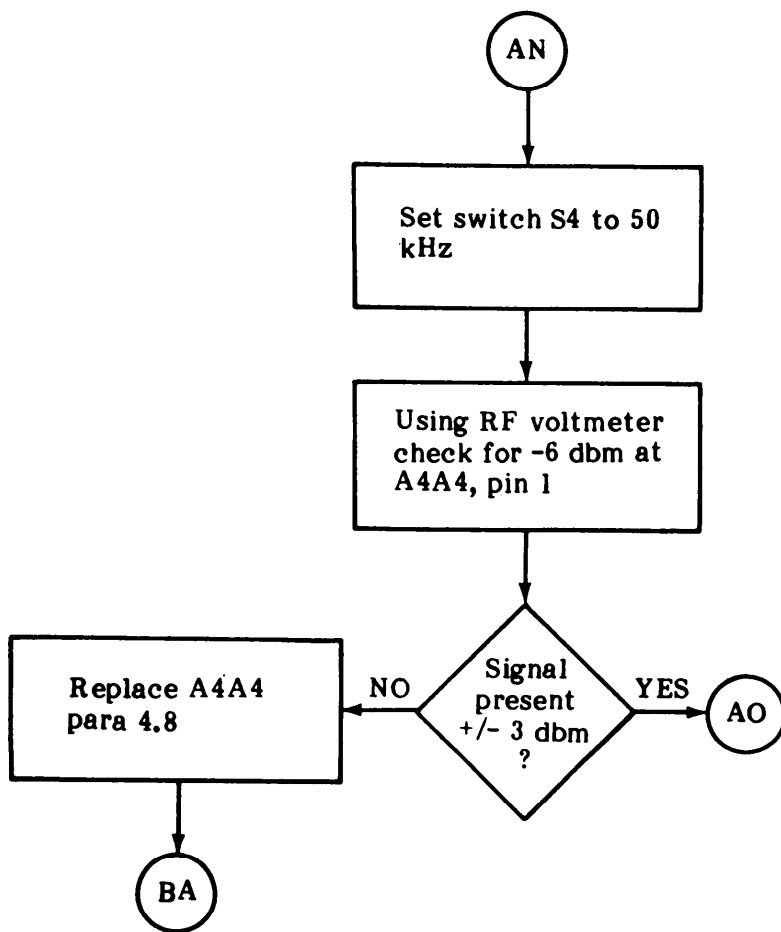 AN
Set switch S4 to 50
kHz
Using RF voltmeter
check for -6 dbm at
A4A4, pin 1
Signal
present
+/- 3 dbm
?
NO
YES
Replace A4A4
para 4.8
AO
BA